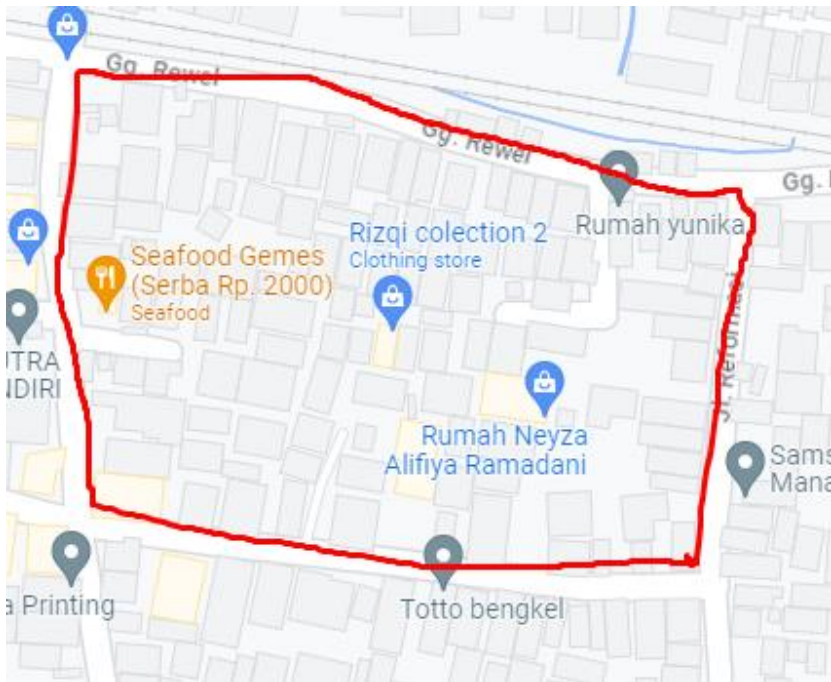 Gg. Rewel
Gg. Rewel
Gg.
Rumah yunika
Rizqi colection 2
Clothing store
Seafood Gemes
(Serba Rp. 2000)
Seafood
Jl. Reformasi
UTRA
NDIRI
Rumah Neyza
Alifiya Ramadani
Sams
Mana
a Printing
Totto bengkel